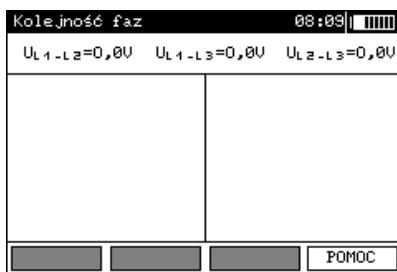 Kolejność faz 08:09
UL1-L2=0,0V UL1-L3=0,0V UL2-L3=0,0V
POMOC